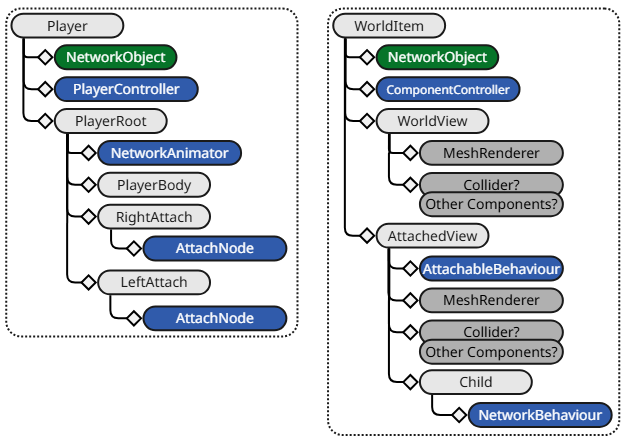 Player
NetworkObject
PlayerController
PlayerRoot
NetworkAnimator
PlayerBody
RightAttach
AttachNode
LeftAttach
AttachNode
WorldItem
NetworkObject
ComponentController
WorldView
MeshRenderer
Collider?
Other Components?
AttachedView
AttachableBehaviour
MeshRenderer
Collider?
Other Components?
Child
NetworkBehaviour